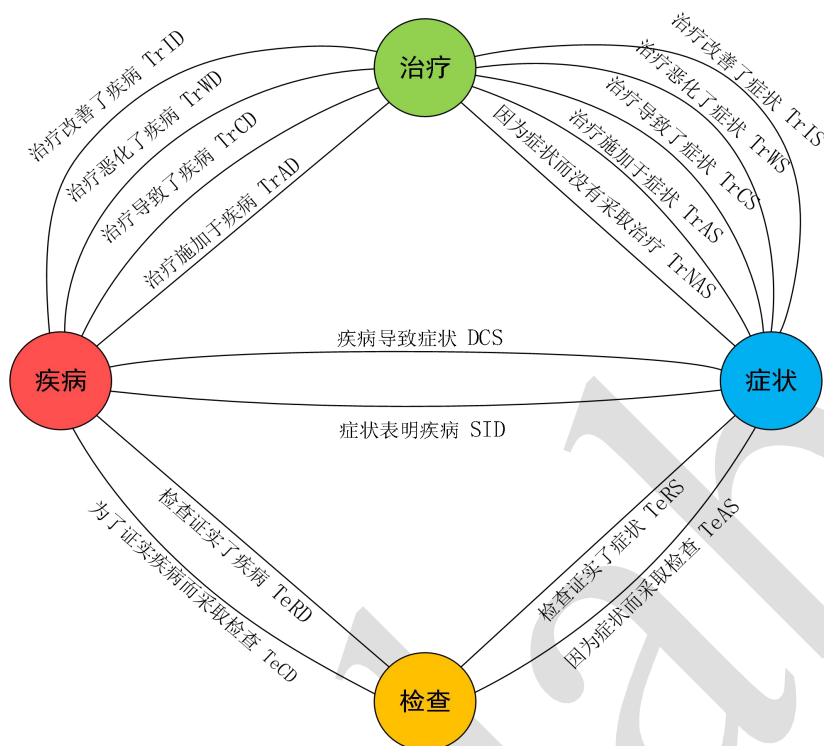 治疗
治疗改善了疾病 TrID
治疗恶化了疾病 TrWD
治疗导致了疾病 TrCD
治疗施加于疾病 TrAD
治疗改善了症状 TrIS
治疗恶化了症状 TrWS
治疗导致了症状 TrCS
治疗施加于症状 TrAS
因为症状而没有采取治疗 TrNAS
疾病
疾病导致症状 DCS
症状表明疾病 SID
症状
检查证实了疾病 TeRD
为了证实疾病而采取检查 TeCD
检查证实了症状 TeRS
因为症状而采取检查 TeAS
检查